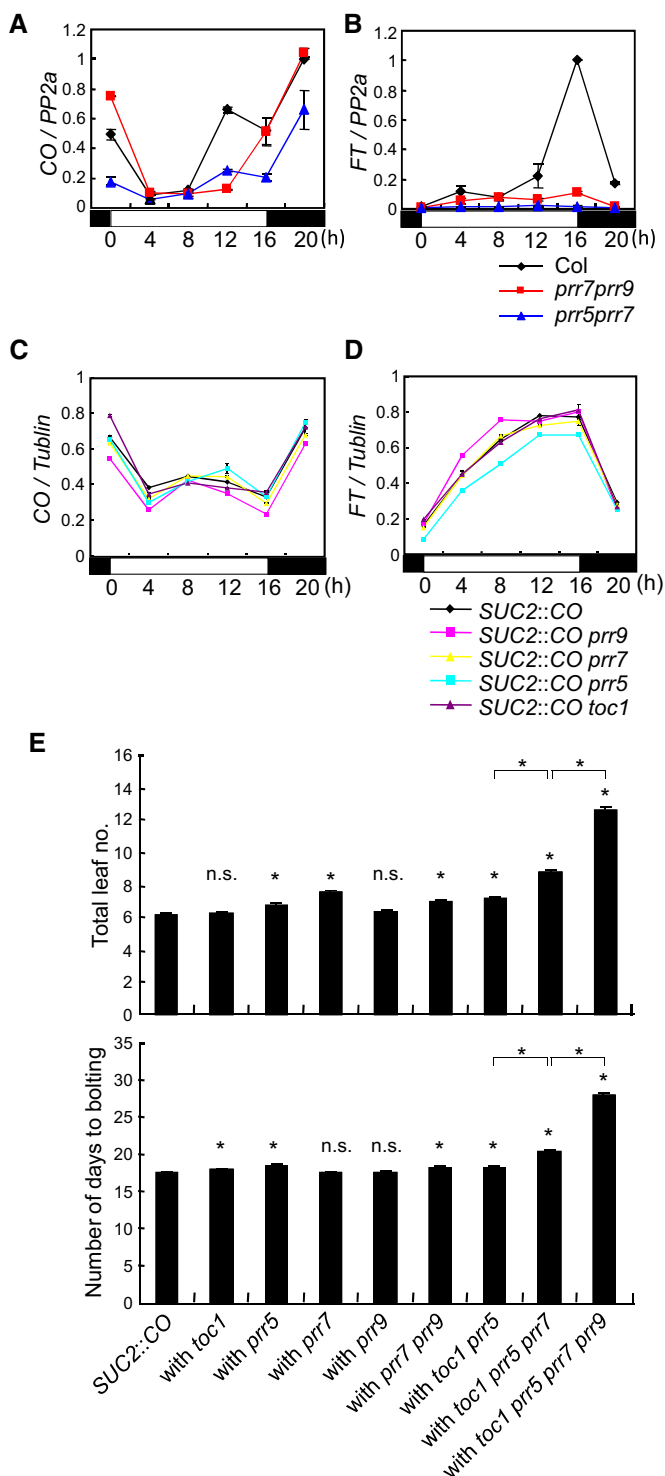 A
CO / PP2a
1.2
1
0.8
0.6
0.4
0.2
0
0 4 8 12 16 20 (h)
B
FT / PP2a
1.2
1
0.8
0.6
0.4
0.2
0
0 4 8 12 16 20 (h)
Col
prr7prr9
prr5prr7
C
CO / Tublin
1
0.8
0.6
0.4
0.2
0
0 4 8 12 16 20 (h)
D
FT / Tublin
1
0.8
0.6
0.4
0.2
0
0 4 8 12 16 20 (h)
SUC2::CO
SUC2::CO prr9
SUC2::CO prr7
SUC2::CO prr5
SUC2::CO toc1
E
Total leaf no.
16
14
12
10
8
6
4
2
0
* *
n.s. * * n.s. * * * *
Number of days to bolting
35
30
25
20
15
10
5
0
* *
* * n.s. n.s. * * * *
SUC2::CO
with toc1
with prr5
with prr7
with prr9
with prr7 prr9
with toc1 prr5
with toc1 prr5 prr7
with toc1 prr5 prr7 prr9